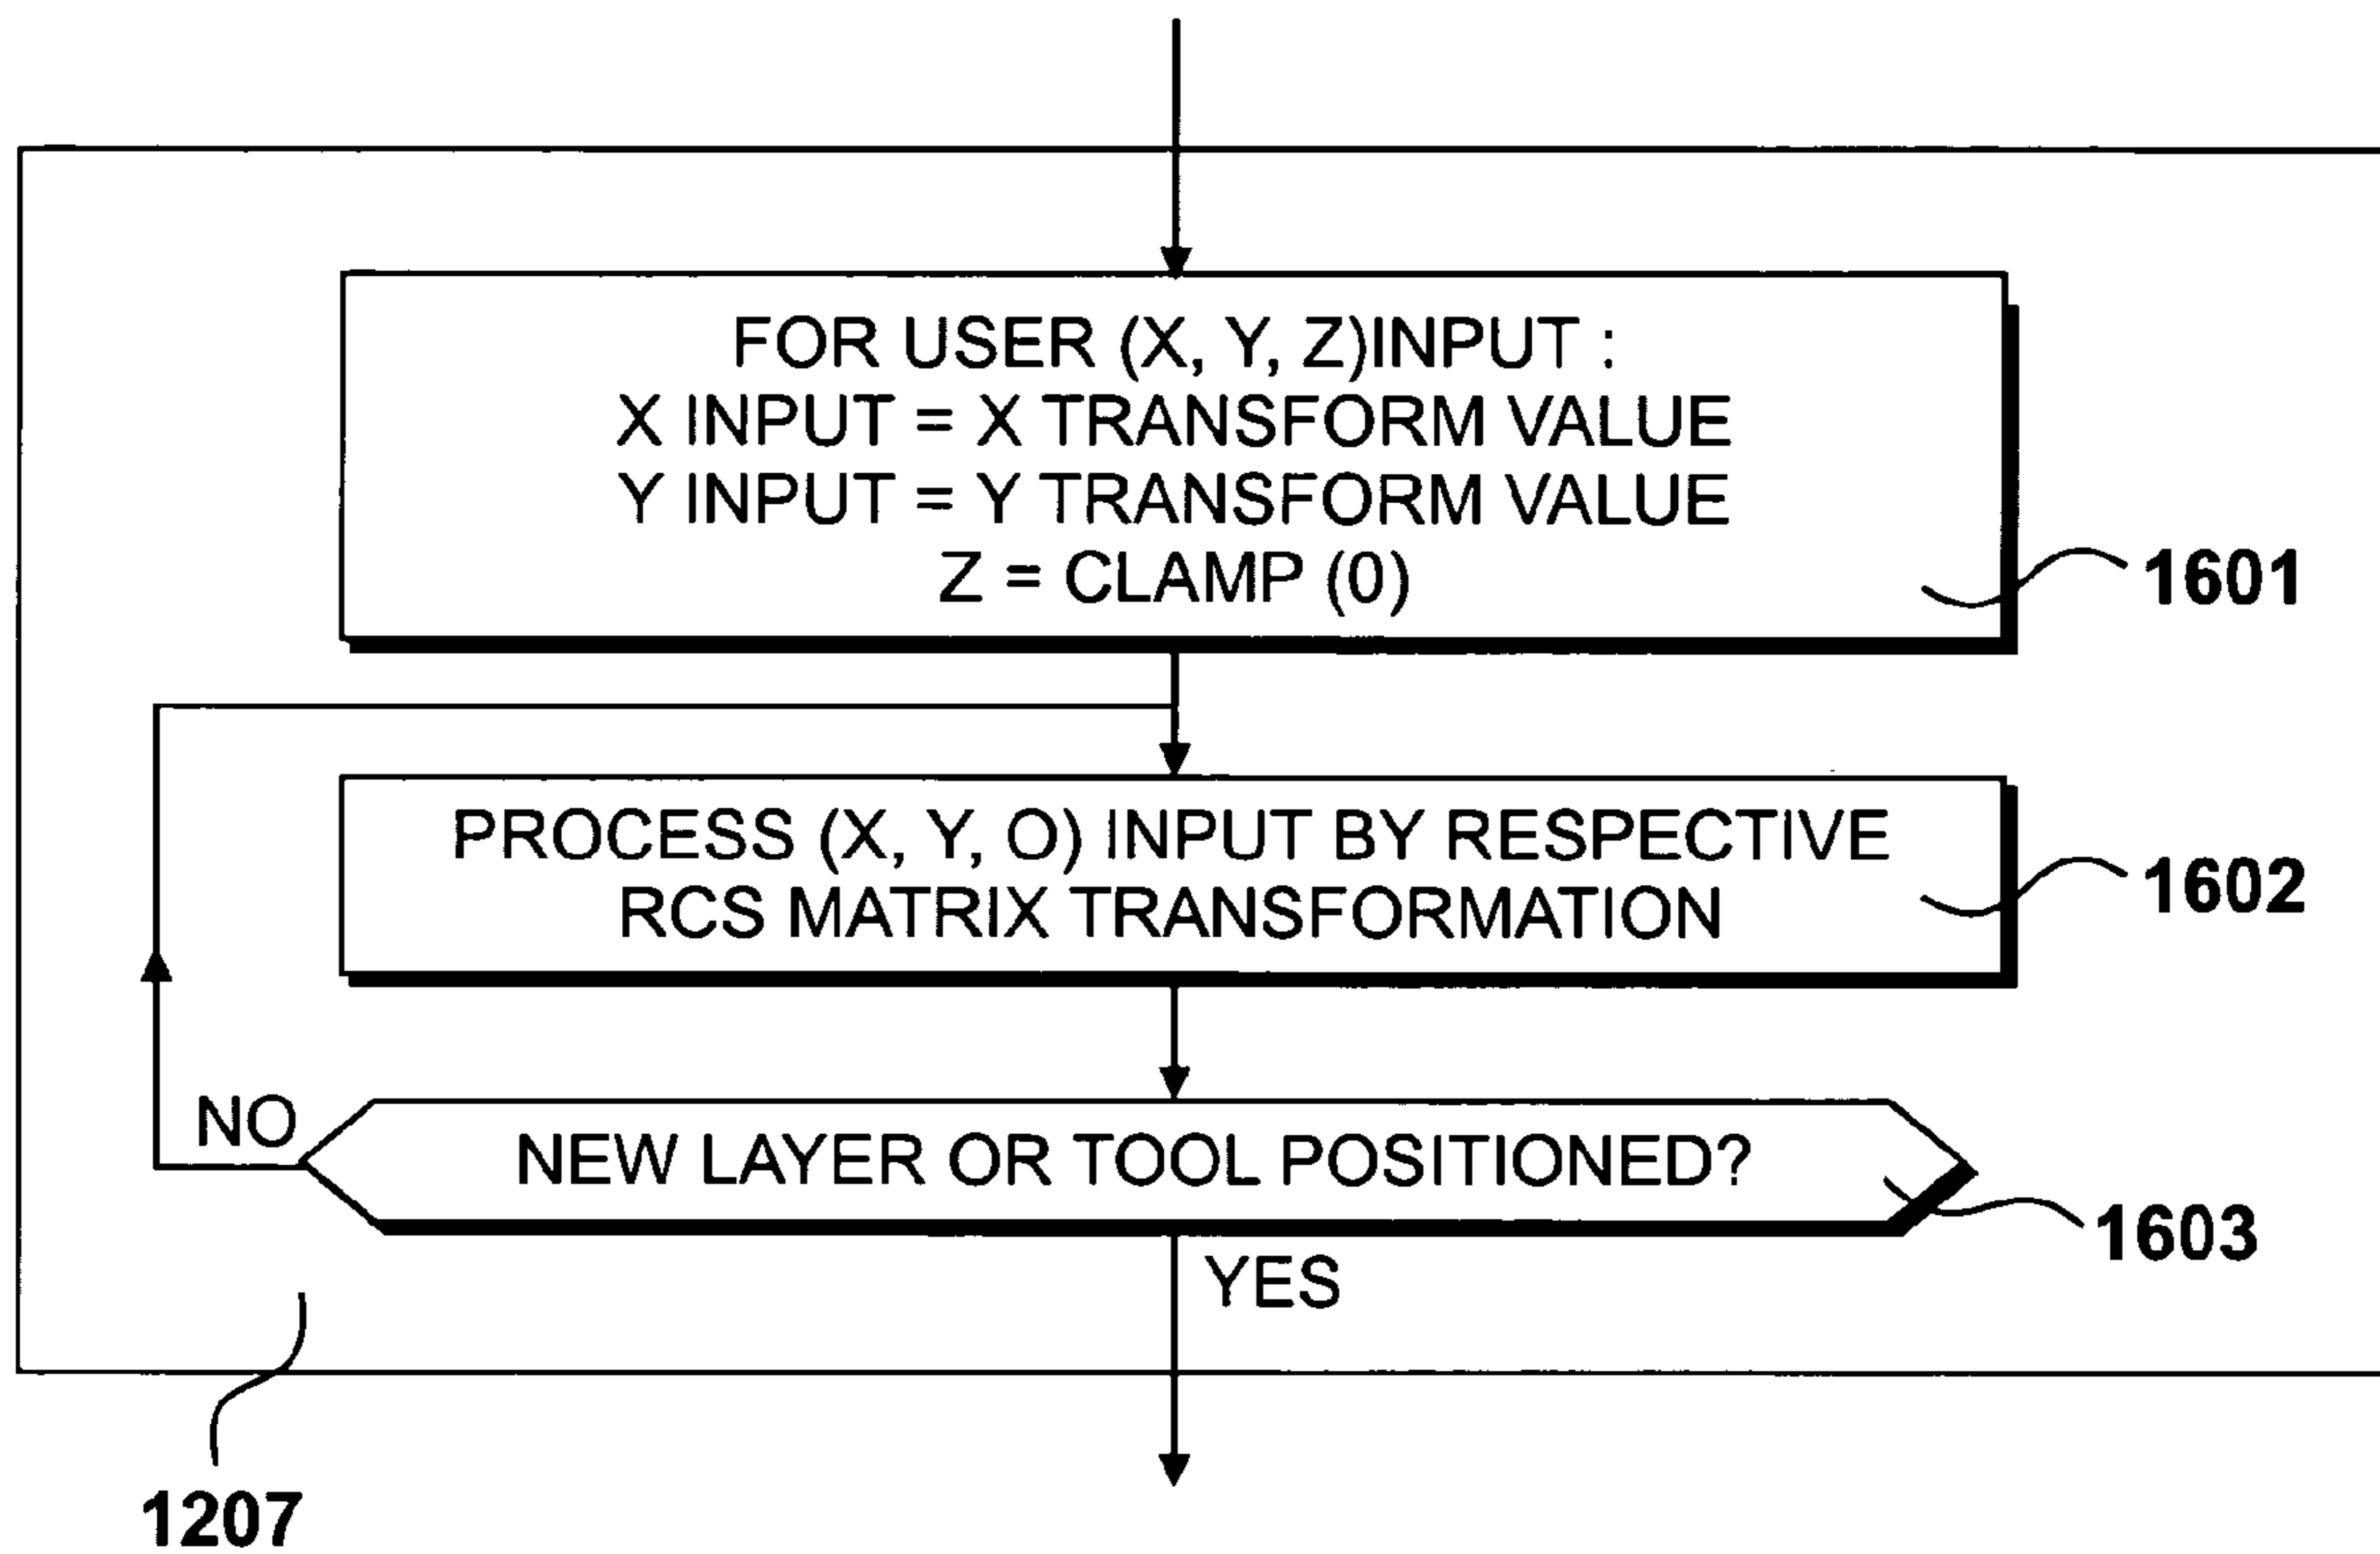 FOR USER (X, Y, Z)INPUT :
X INPUT = X TRANSFORM VALUE
Y INPUT = Y TRANSFORM VALUE
Z = CLAMP (0)
1601
PROCESS (X, Y, O) INPUT BY RESPECTIVE
RCS MATRIX TRANSFORMATION
1602
NO
NEW LAYER OR TOOL POSITIONED?
1603
YES
1207